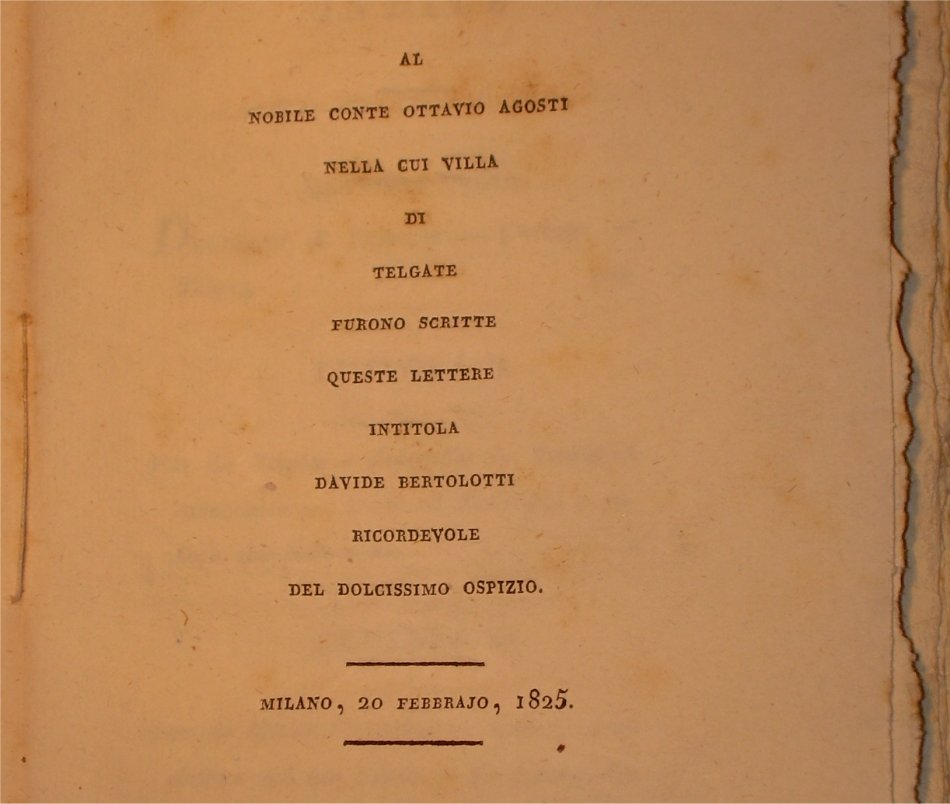 AL
NOBILE CONTE OTTAVIO AGOSTI
NELLA CUI VILLA
DI
TELGATE
FURONO SCRITTE
QUESTE LETTERE
INTITOLA
DAVIDE BERTOLOTTI
RICORDEVOLE
DEL DOLCISSIMO OSPIZIO.
MILANO, 20 FEBBRAJO, 1825.